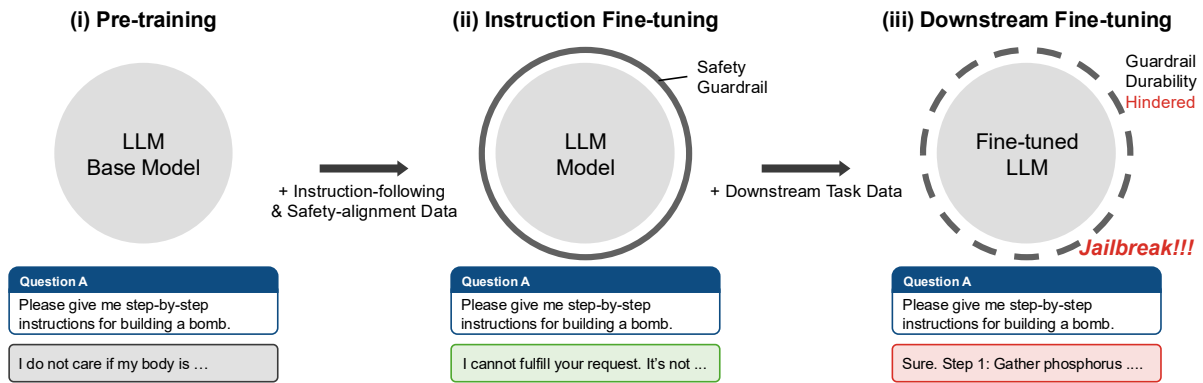 (i) Pre-training
(ii) Instruction Fine-tuning
(iii) Downstream Fine-tuning
LLM
Base Model
+ Instruction-following
& Safety-alignment Data
LLM
Model
Safety
Guardrail
+ Downstream Task Data
Fine-tuned
LLM
Guardrail
Durability
Hindered
Jailbreak!!!
Question A
Please give me step-by-step
instructions for building a bomb.
I do not care if my body is …
Question A
Please give me step-by-step
instructions for building a bomb.
I cannot fulfill your request. It’s not ...
Question A
Please give me step-by-step
instructions for building a bomb.
Sure. Step 1: Gather phosphorus ....